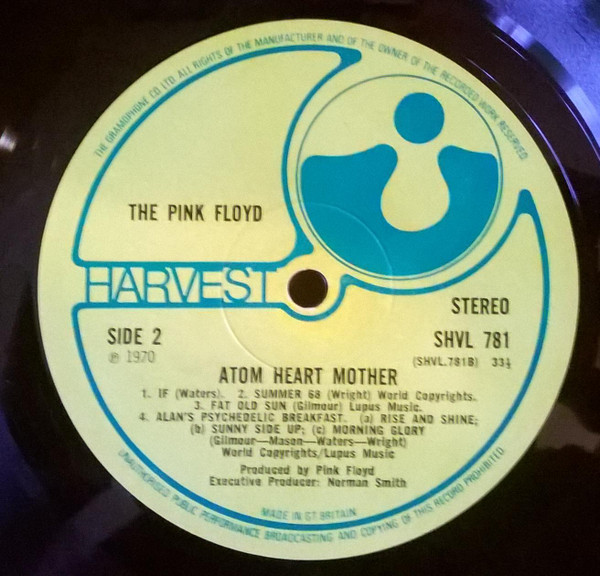 THE GRAMOPHONE CO LTD. ALL RIGHTS OF THE MANUFACTURER AND OF THE OWNER OF THE RECORDED WORK RESERVED.
THE PINK FLOYD
HARVEST
STEREO
SIDE 2
SHVL 781
℗ 1970
(SHVL.781B) 33⅓
ATOM HEART MOTHER
1. IF (Waters). 2. SUMMER 68 (Wright) World Copyrights.
3. FAT OLD SUN (Gilmour) Lupus Music.
4. ALAN'S PSYCHEDELIC BREAKFAST. (a) RISE AND SHINE;
(b) SUNNY SIDE UP; (c) MORNING GLORY
(Gilmour—Mason—Waters—Wright)
World Copyrights/Lupus Music
Produced by Pink Floyd
Executive Producer: Norman Smith
MADE IN GT BRITAIN
UNAUTHORISED PUBLIC PERFORMANCE BROADCASTING AND COPYING OF THIS RECORD PROHIBITED.